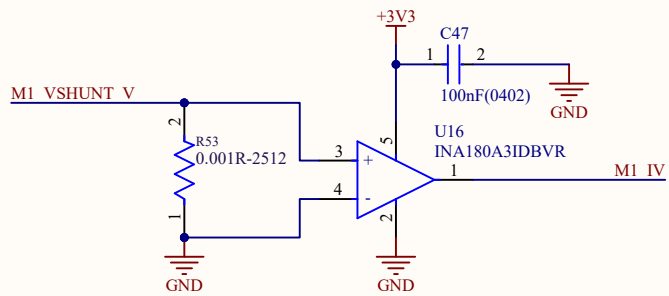 +3V3
C47
1
2
100nF(0402)
GND
M1_VSHUNT_V
2
R53
0.001R-2512
1
GND
U16
INA180A3IDBVR
5
3
+
4
-
1
2
M1_IV
GND